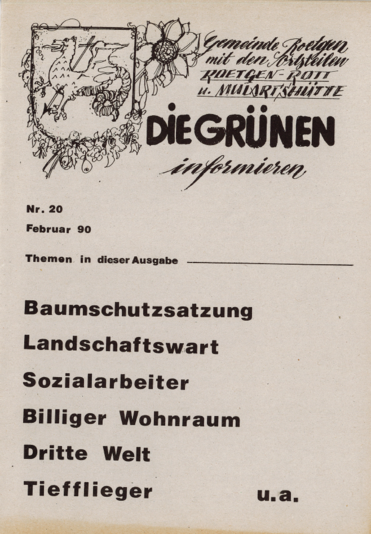 Gemeinde Roetgen
mit den Ortsteilen
ROETGEN-ROTT
u. MULARTSHÜTTE
DIE GRÜNEN
informieren
Nr. 20
Februar 90
Themen in dieser Ausgabe
Baumschutzsatzung
Landschaftswart
Sozialarbeiter
Billiger Wohnraum
Dritte Welt
Tiefflieger u.a.